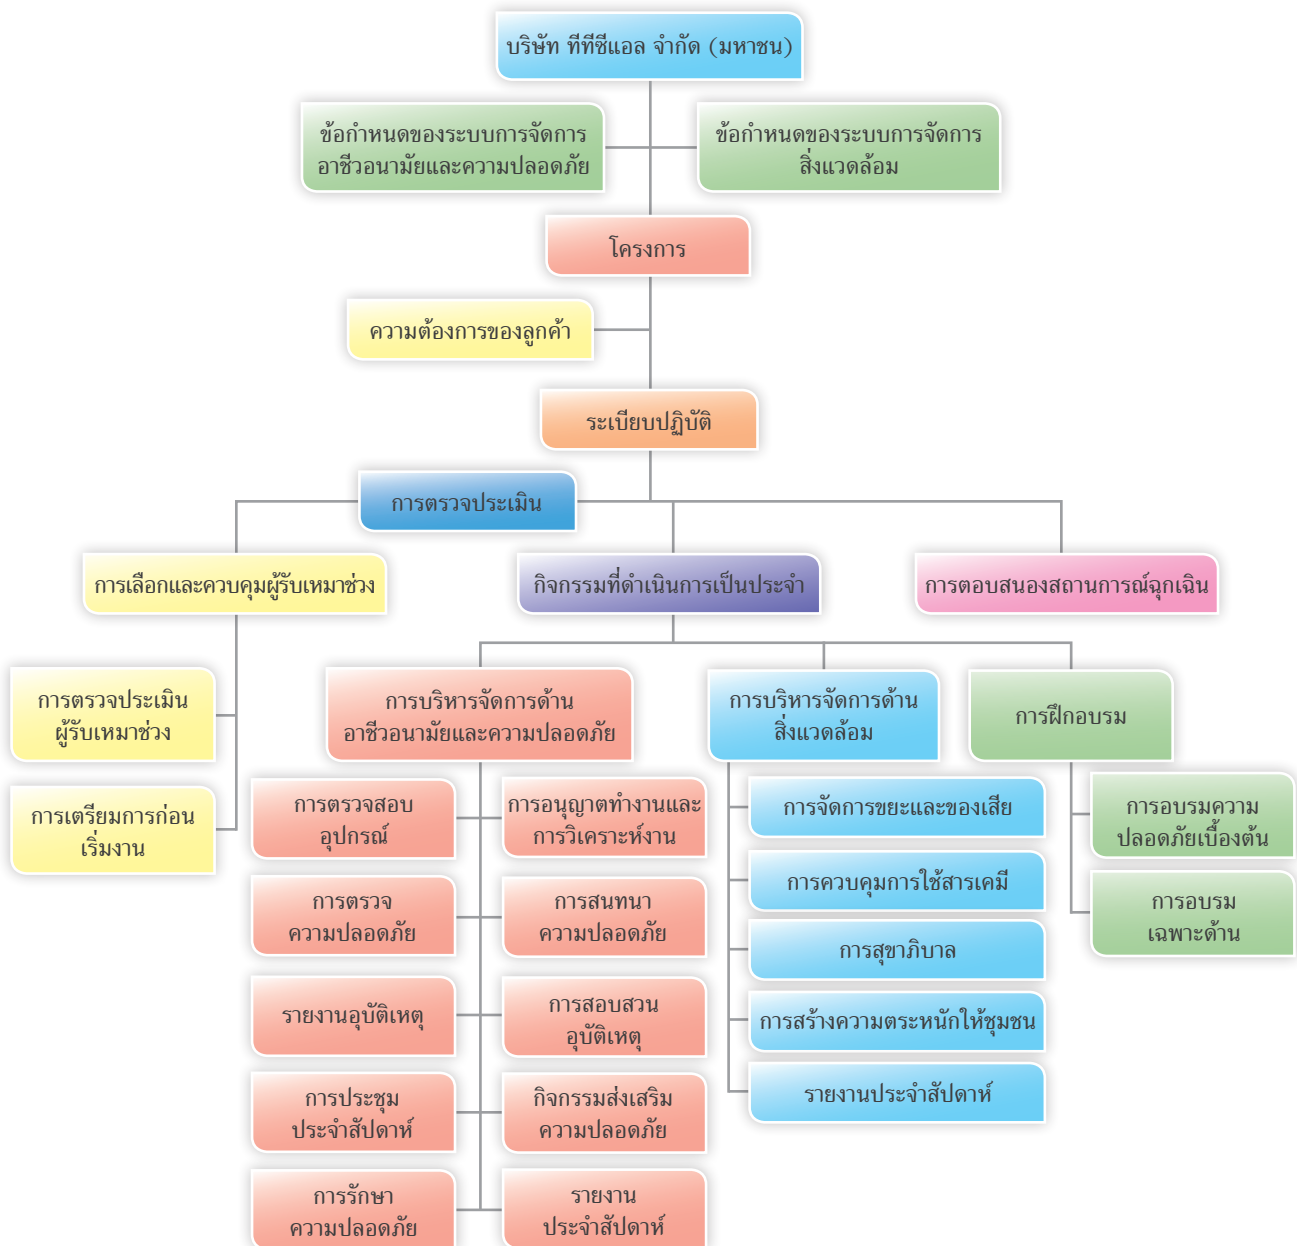 บริษัท ทีทีซีแอล จำกัด (มหาชน)
ข้อกำหนดของระบบการจัดการ
อาชีวอนามัยและความปลอดภัย
ข้อกำหนดของระบบการจัดการ
สิ่งแวดล้อม
โครงการ
ความต้องการของลูกค้า
ระเบียบปฏิบัติ
การตรวจประเมิน
การเลือกและควบคุมผู้รับเหมาช่วง
กิจกรรมที่ดำเนินการเป็นประจำ
การตอบสนองสถานการณ์ฉุกเฉิน
การตรวจประเมิน
ผู้รับเหมาช่วง
การเตรียมการก่อน
เริ่มงาน
การบริหารจัดการด้าน
อาชีวอนามัยและความปลอดภัย
การตรวจสอบ
อุปกรณ์
การอนุญาตทำงานและ
การวิเคราะห์งาน
การตรวจ
ความปลอดภัย
การสนทนา
ความปลอดภัย
รายงานอุบัติเหตุ
การสอบสวน
อุบัติเหตุ
การประชุม
ประจำสัปดาห์
กิจกรรมส่งเสริม
ความปลอดภัย
การรักษา
ความปลอดภัย
รายงาน
ประจำสัปดาห์
การบริหารจัดการด้าน
สิ่งแวดล้อม
การจัดการขยะและของเสีย
การควบคุมการใช้สารเคมี
การสุขาภิบาล
การสร้างความตระหนักให้ชุมชน
รายงานประจำสัปดาห์
การฝึกอบรม
การอบรมความ
ปลอดภัยเบื้องต้น
การอบรม
เฉพาะด้าน